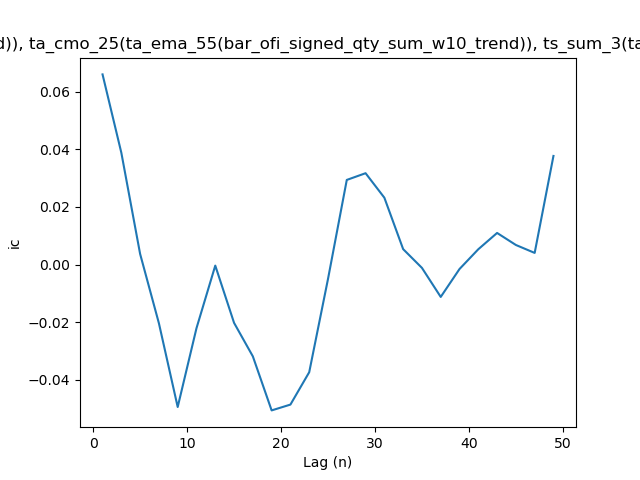 d)), ta_cmo_25(ta_ema_55(bar_ofi_signed_qty_sum_w10_trend)), ts_sum_3(ta
0.06
0.04
0.02
0.00
−0.02
−0.04
ic
0 10 20 30 40 50
Lag (n)